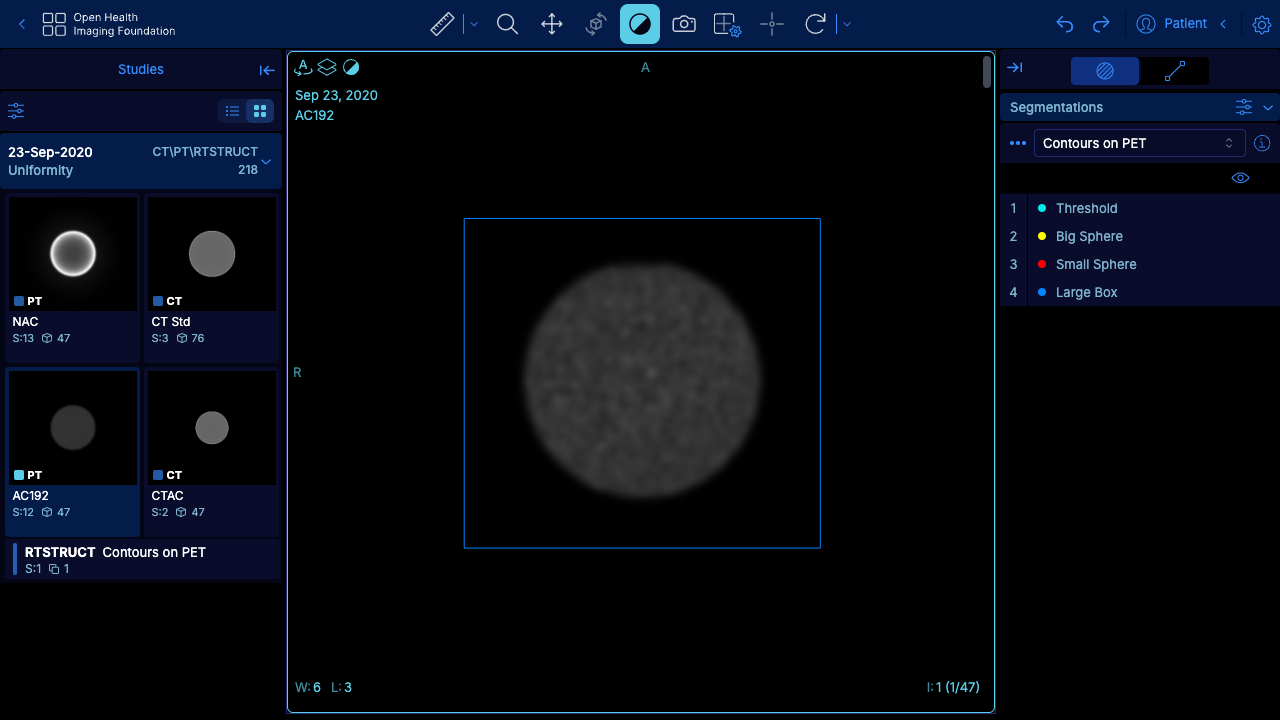 Open Health
Imaging Foundation
Patient
Studies
23-Sep-2020
CT\PT\RTSTRUCT
Uniformity
218
PT
NAC
S:13 47
CT
CT Std
S:3 76
PT
AC192
S:12 47
CT
CTAC
S:2 47
RTSTRUCT Contours on PET
S:1 1
A
A
Sep 23, 2020
AC192
R
W: 6 L: 3
I: 1 (1/47)
Segmentations
Contours on PET
1 Threshold
2 Big Sphere
3 Small Sphere
4 Large Box